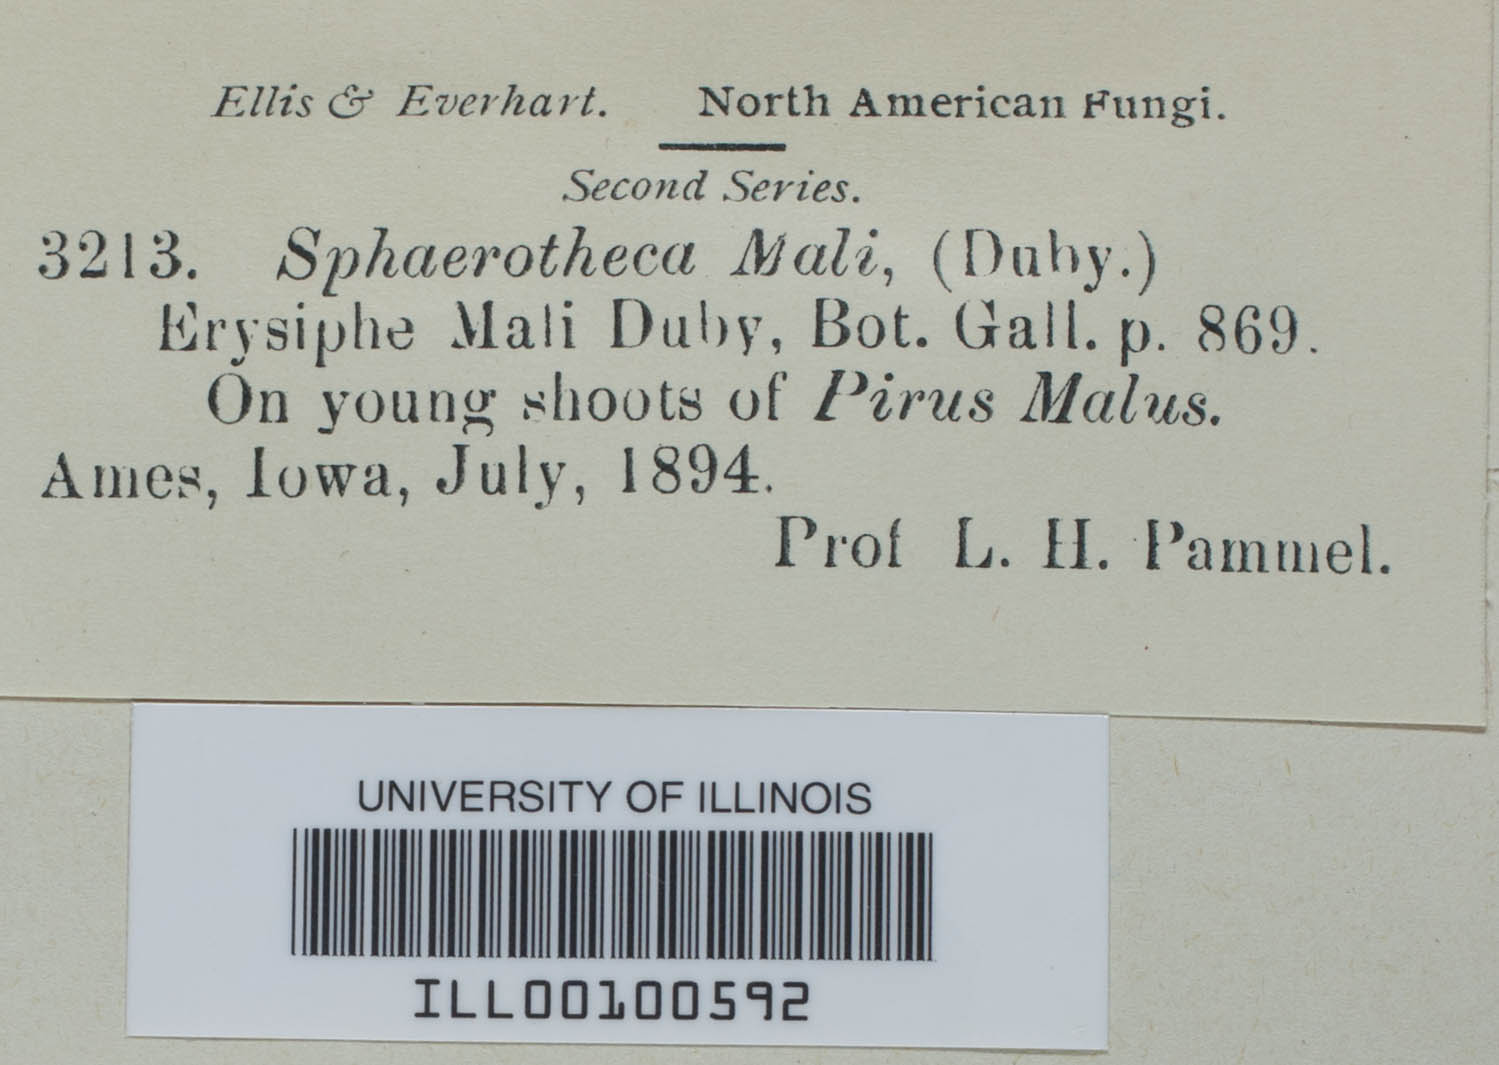 Ellis & Everhart. North American Fungi.
Second Series.
3213. Sphaerotheca Mali, (Duby.)
Erysiphe Mali Duby, Bot. Gall. p. 869.
On young shoots of Pirus Malus.
Ames, Iowa, July, 1894.
Prof L. H. Pammel.
UNIVERSITY OF ILLINOIS
ILL00100592